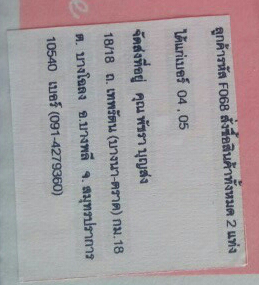 ลูกค้ารหัส F068 สั่งซื้อสินค้าทั้งหมด 2 แท่ง
ได้แก่เบอร์ 04 , 05
จัดส่งที่อยู่ คุณ พัชรา บุญส่ง
18/18 ถ. เทพรัตน (บางนา-ตราด) กม.18
ต. บางโฉลง อ.บางพลี จ. สมุทรปราการ
10540 เบอร์ (091-4279360)